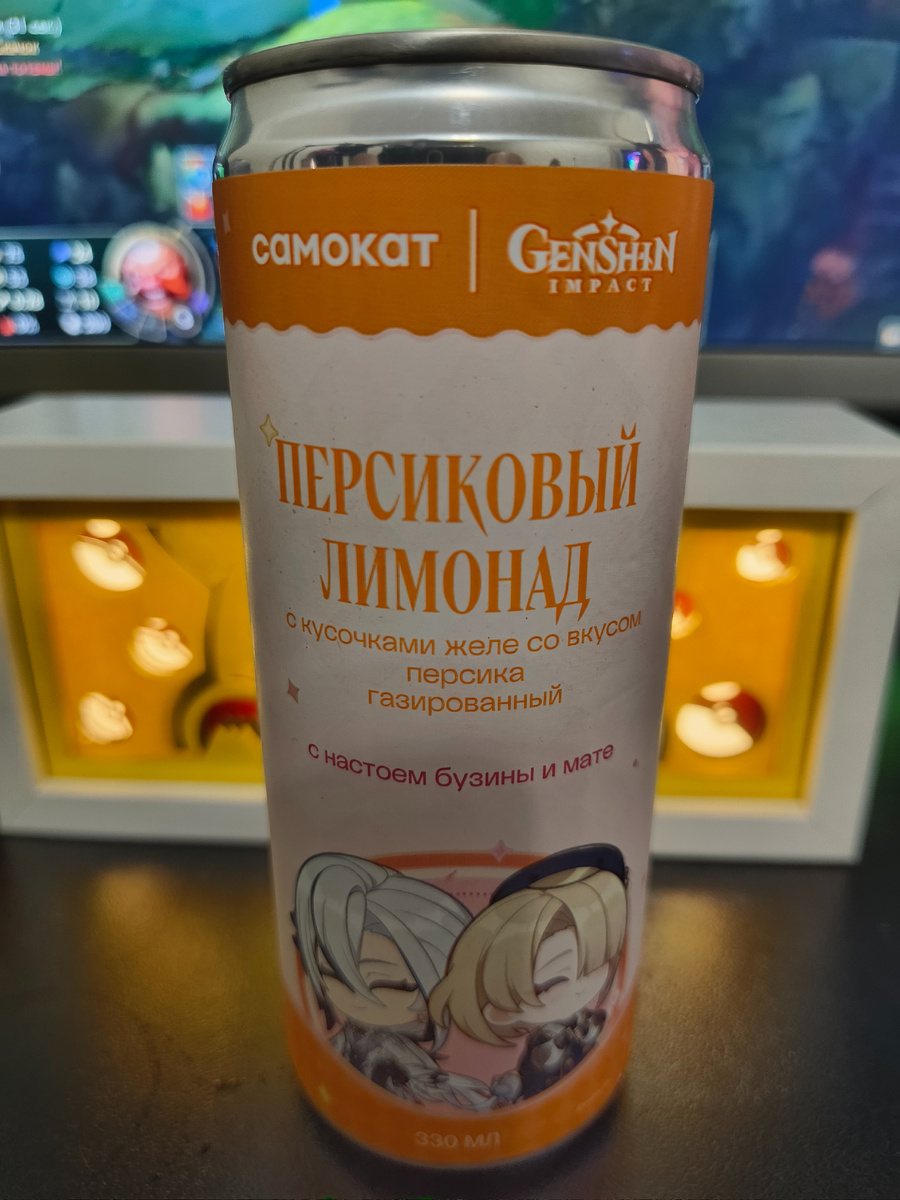 самокат
GENSHIN
IMPACT
ПЕРСИКОВЫЙ
ЛИМОНАД
с кусочками желе со вкусом
персика
газированный
с настоем бузины и мате
330 мл